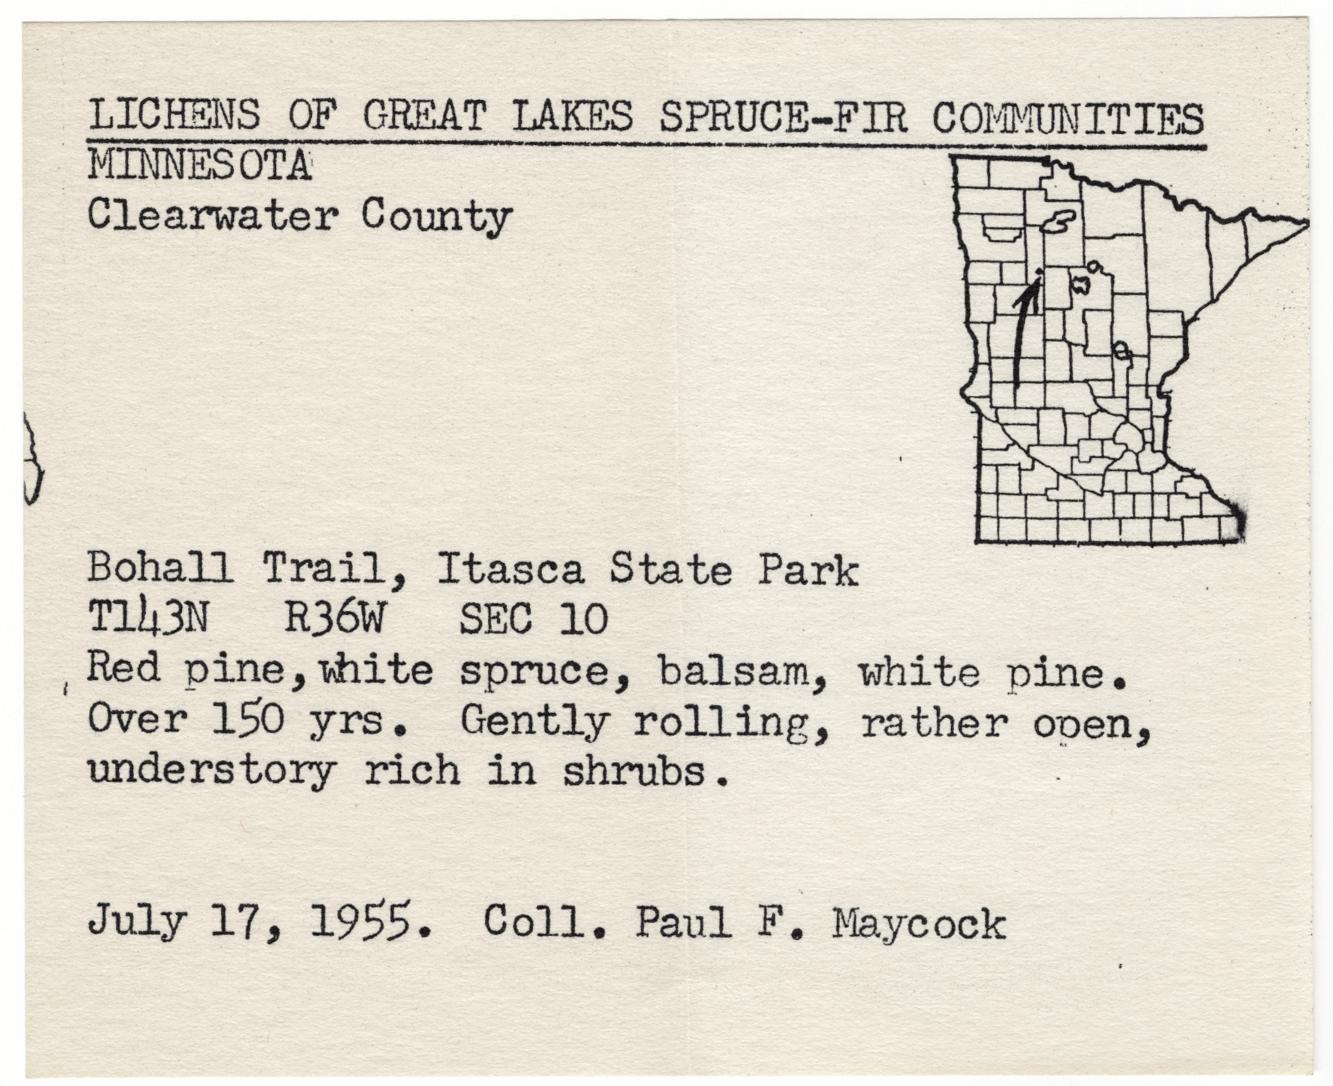 LICHENS OF GREAT LAKES SPRUCE-FIR COMMUNITIES
MINNESOTA
Clearwater County
Bohall Trail, Itasca State Park
T143N R36W SEC 10
Red pine, white spruce, balsam, white pine.
Over 150 yrs. Gently rolling, rather open,
understory rich in shrubs.
July 17, 1955. Coll. Paul F. Maycock